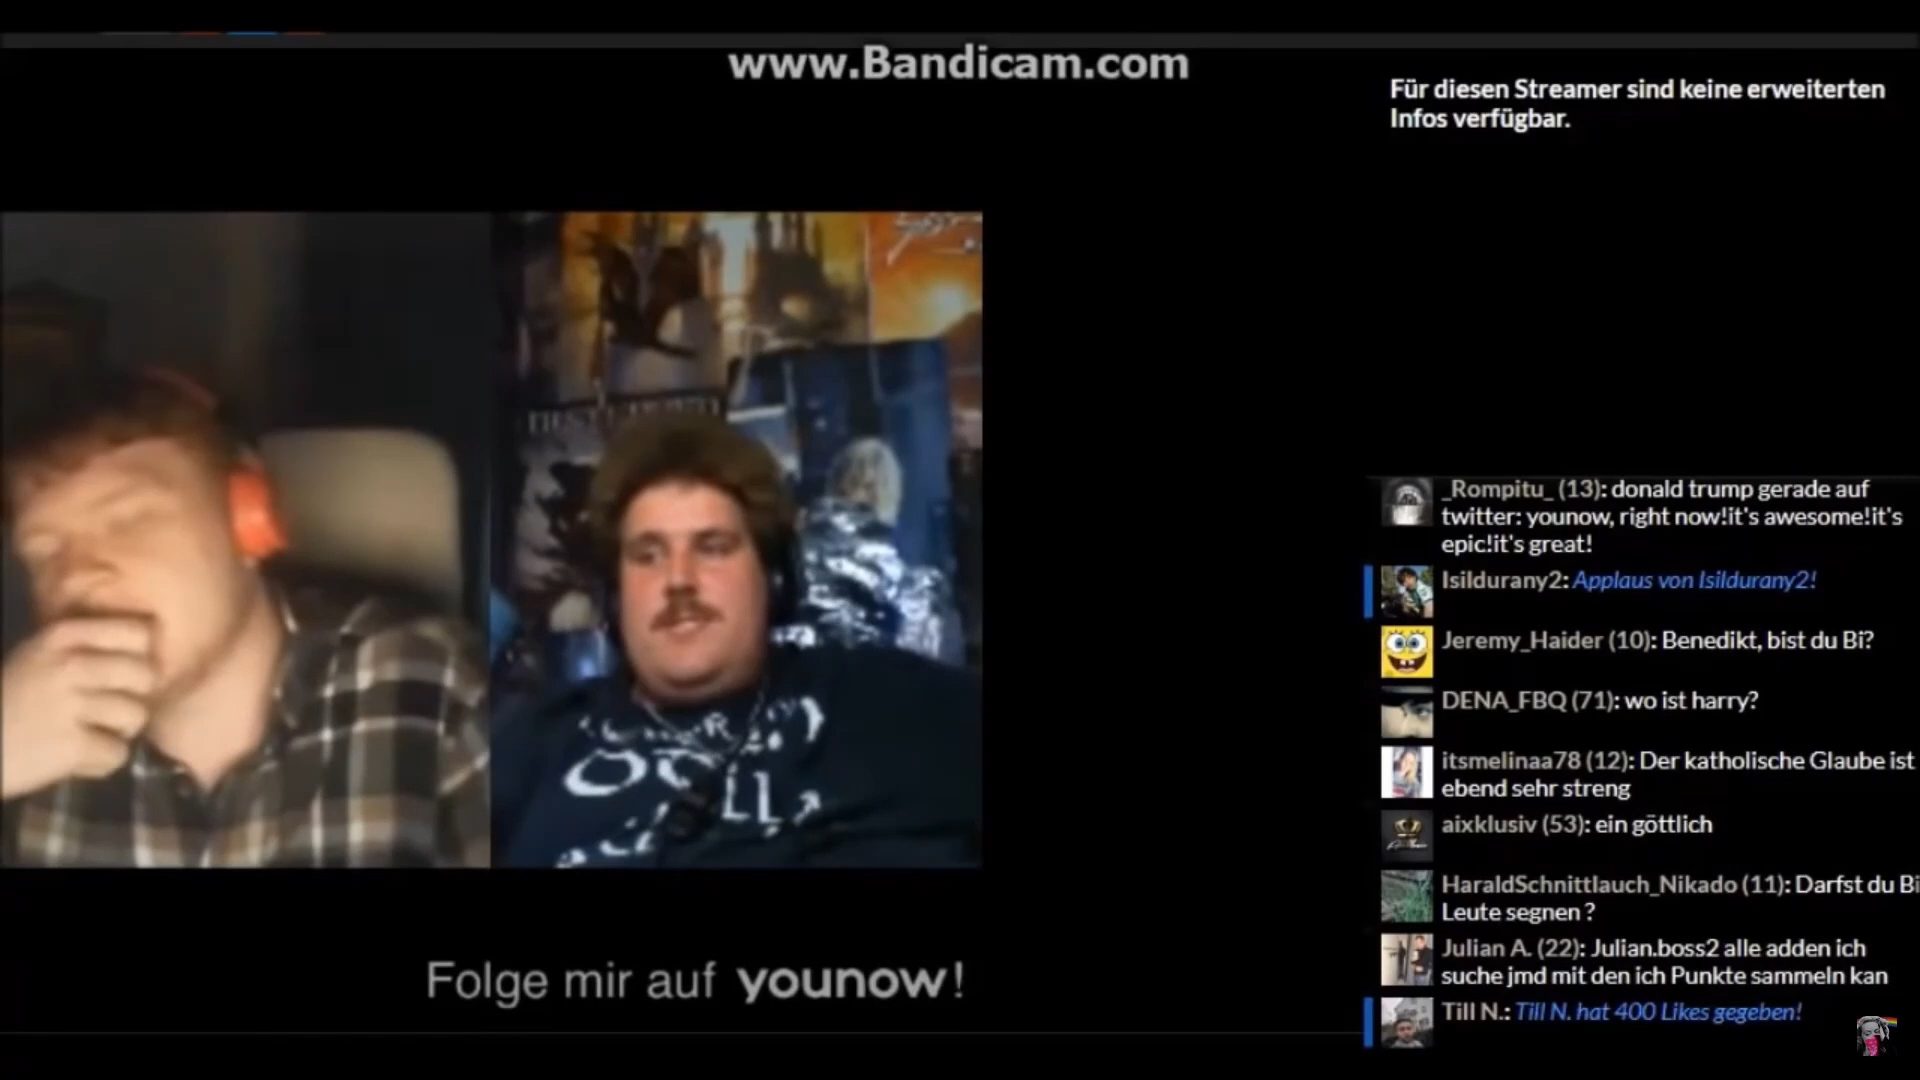 www.Bandicam.com
Für diesen Streamer sind keine erweiterten
Infos verfügbar.
_Rompitu_ (13): donald trump gerade auf
twitter: younow, right now!it's awesome!it's
epic!it's great!
Isildurany2: Applaus von Isildurany2!
Jeremy_Haider (10): Benedikt, bist du Bi?
DENA_FBQ (71): wo ist harry?
itsmelinaa78 (12): Der katholische Glaube ist
ebend sehr streng
aixklusiv (53): ein göttlich
HaraldSchnittlauch_Nikado (11): Darfst du Bi
Leute segnen ?
Julian A. (22): Julian.boss2 alle adden ich
suche jmd mit den ich Punkte sammeln kan
Till N.: Till N. hat 400 Likes gegeben!
Folge mir auf younow!